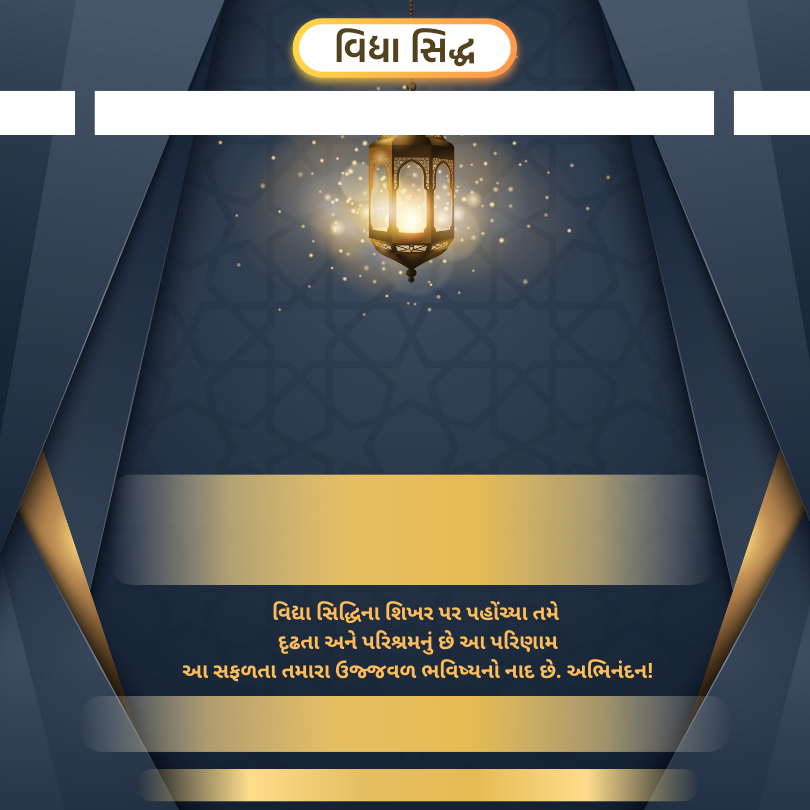 વિદ્યા સિદ્ધ
વિદ્યા સિદ્ધિના શિખર પર પહોંચ્યા તમે
દૃઢતા અને પરિશ્રમનું છે આ પરિણામ
આ સફળતા તમારા ઉજ્જવળ ભવિષ્યનો નાદ છે. અભિનંદન!